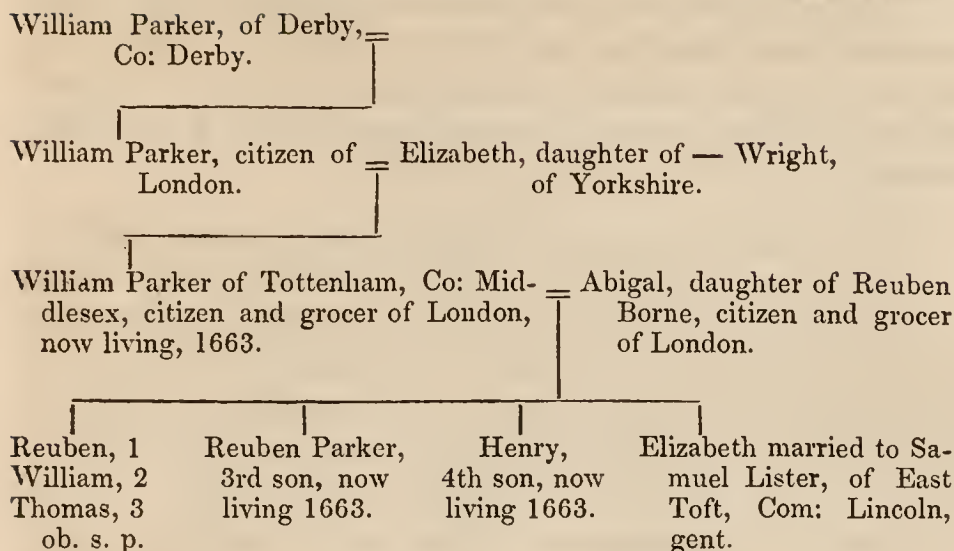 William Parker, of Derby,
Co: Derby.
William Parker, citizen of
London.
Elizabeth, daughter of — Wright,
of Yorkshire.
William Parker of Tottenham, Co: Mid-
dlesex, citizen and grocer of London,
now living, 1663.
Abigal, daughter of Reuben
Borne, citizen and grocer
of London.
Reuben, 1
William, 2
Thomas, 3
ob. s. p.
Reuben Parker,
3rd son, now
living 1663.
Henry,
4th son, now
living 1663.
Elizabeth married to Sa-
muel Lister, of East
Toft, Com: Lincoln,
gent.